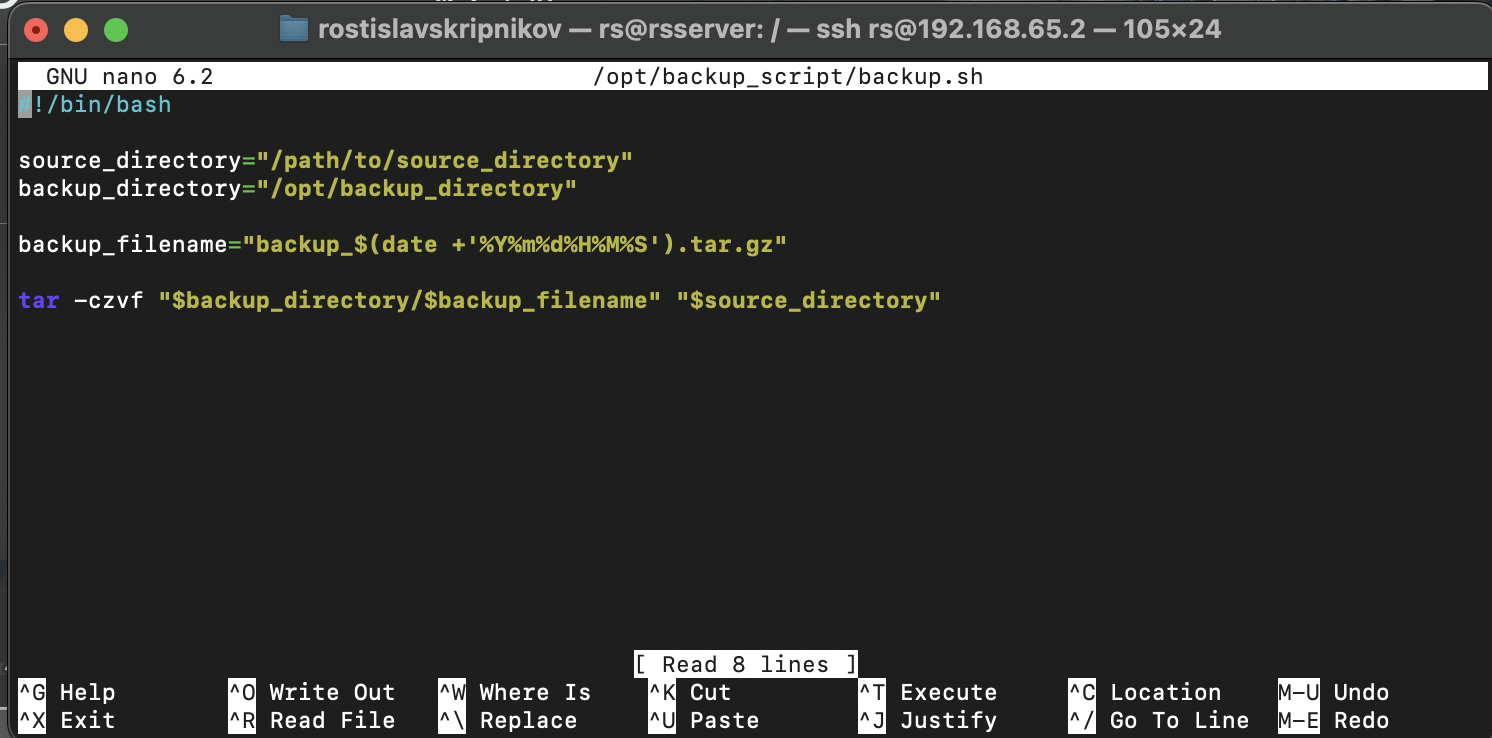 rostislavskripnikov — rs@rsserver: / — ssh rs@192.168.65.2 — 105×24
GNU nano 6.2 /opt/backup_script/backup.sh
#!/bin/bash
source_directory="/path/to/source_directory"
backup_directory="/opt/backup_directory"
backup_filename="backup_$(date +'%Y%m%d%H%M%S').tar.gz"
tar -czvf "$backup_directory/$backup_filename" "$source_directory"
[ Read 8 lines ]
^G Help ^O Write Out ^W Where Is ^K Cut ^T Execute ^C Location M-U Undo
^X Exit ^R Read File ^\ Replace ^U Paste ^J Justify ^/ Go To Line M-E Redo